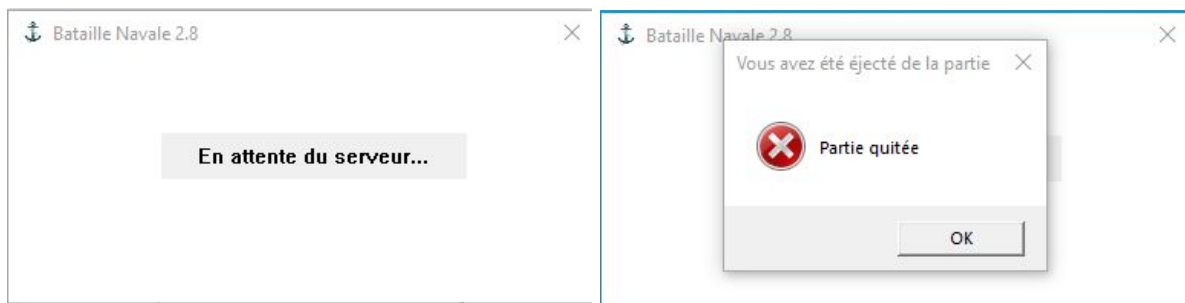 Bataille Navale 2.8
En attente du serveur...
Bataille Navale 2.8
Vous avez été éjecté de la partie
Partie quitée
OK